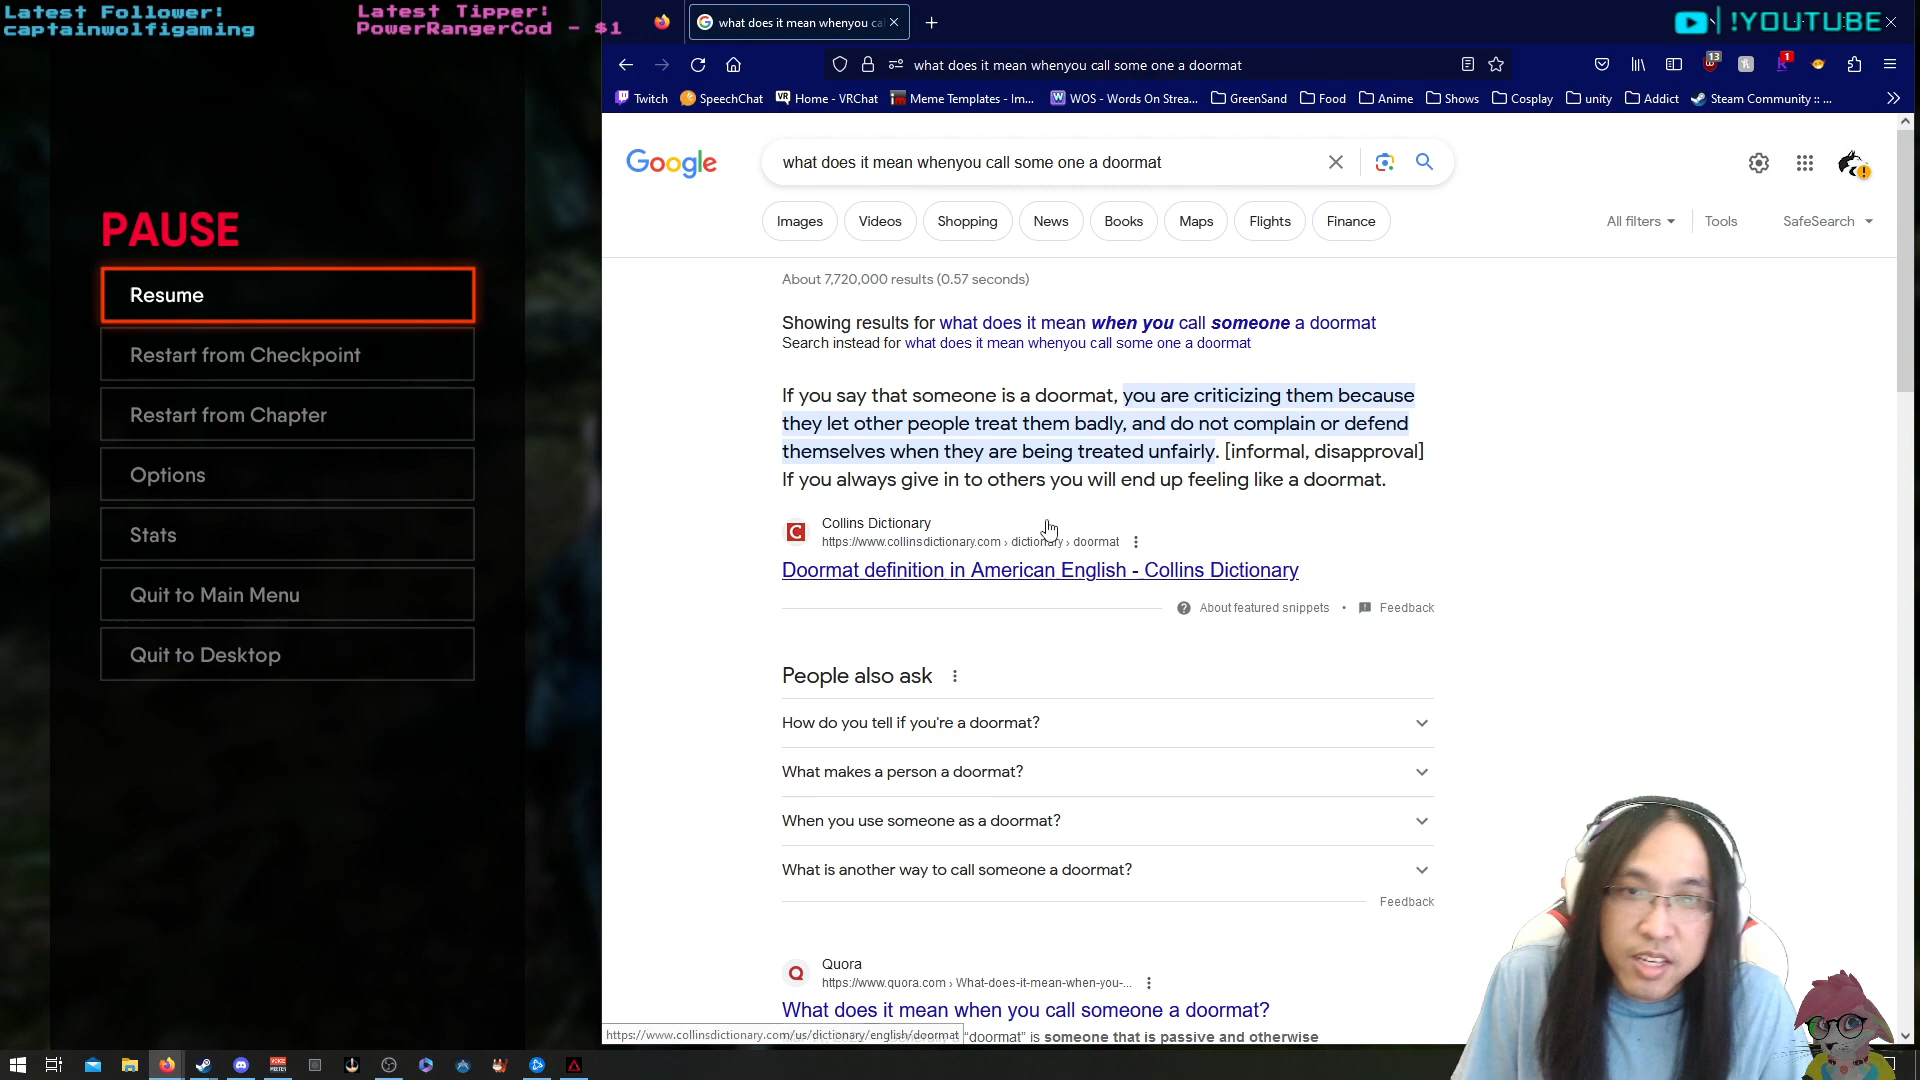 Latest Follower:
captainwolfigaming
Latest Tipper:
PowerRangerCod - $1
PAUSE
Resume
Restart from Checkpoint
Restart from Chapter
Options
Stats
Quit to Main Menu
Quit to Desktop
what does it mean whenyou ca
!YOUTUBE
what does it mean whenyou call some one a doormat
13
1
Twitch
SpeechChat
Home - VRChat
Meme Templates - Im...
WOS - Words On Strea...
GreenSand
Food
Anime
Shows
Cosplay
unity
Addict
Steam Community :: ...
Google
what does it mean whenyou call some one a doormat
Images
Videos
Shopping
News
Books
Maps
Flights
Finance
All filters
Tools
SafeSearch
About 7,720,000 results (0.57 seconds)
Showing results for what does it mean when you call someone a doormat
Search instead for what does it mean whenyou call some one a doormat
If you say that someone is a doormat, you are criticizing them because
they let other people treat them badly, and do not complain or defend
themselves when they are being treated unfairly. [informal, disapproval]
If you always give in to others you will end up feeling like a doormat.
Collins Dictionary
https://www.collinsdictionary.com › dictionary › doormat
Doormat definition in American English - Collins Dictionary
About featured snippets
Feedback
People also ask
How do you tell if you're a doormat?
What makes a person a doormat?
When you use someone as a doormat?
What is another way to call someone a doormat?
Feedback
Quora
https://www.quora.com › What-does-it-mean-when-you-...
What does it mean when you call someone a doormat?
https://www.collinsdictionary.com/us/dictionary/english/doormat
"doormat" is someone that is passive and otherwise